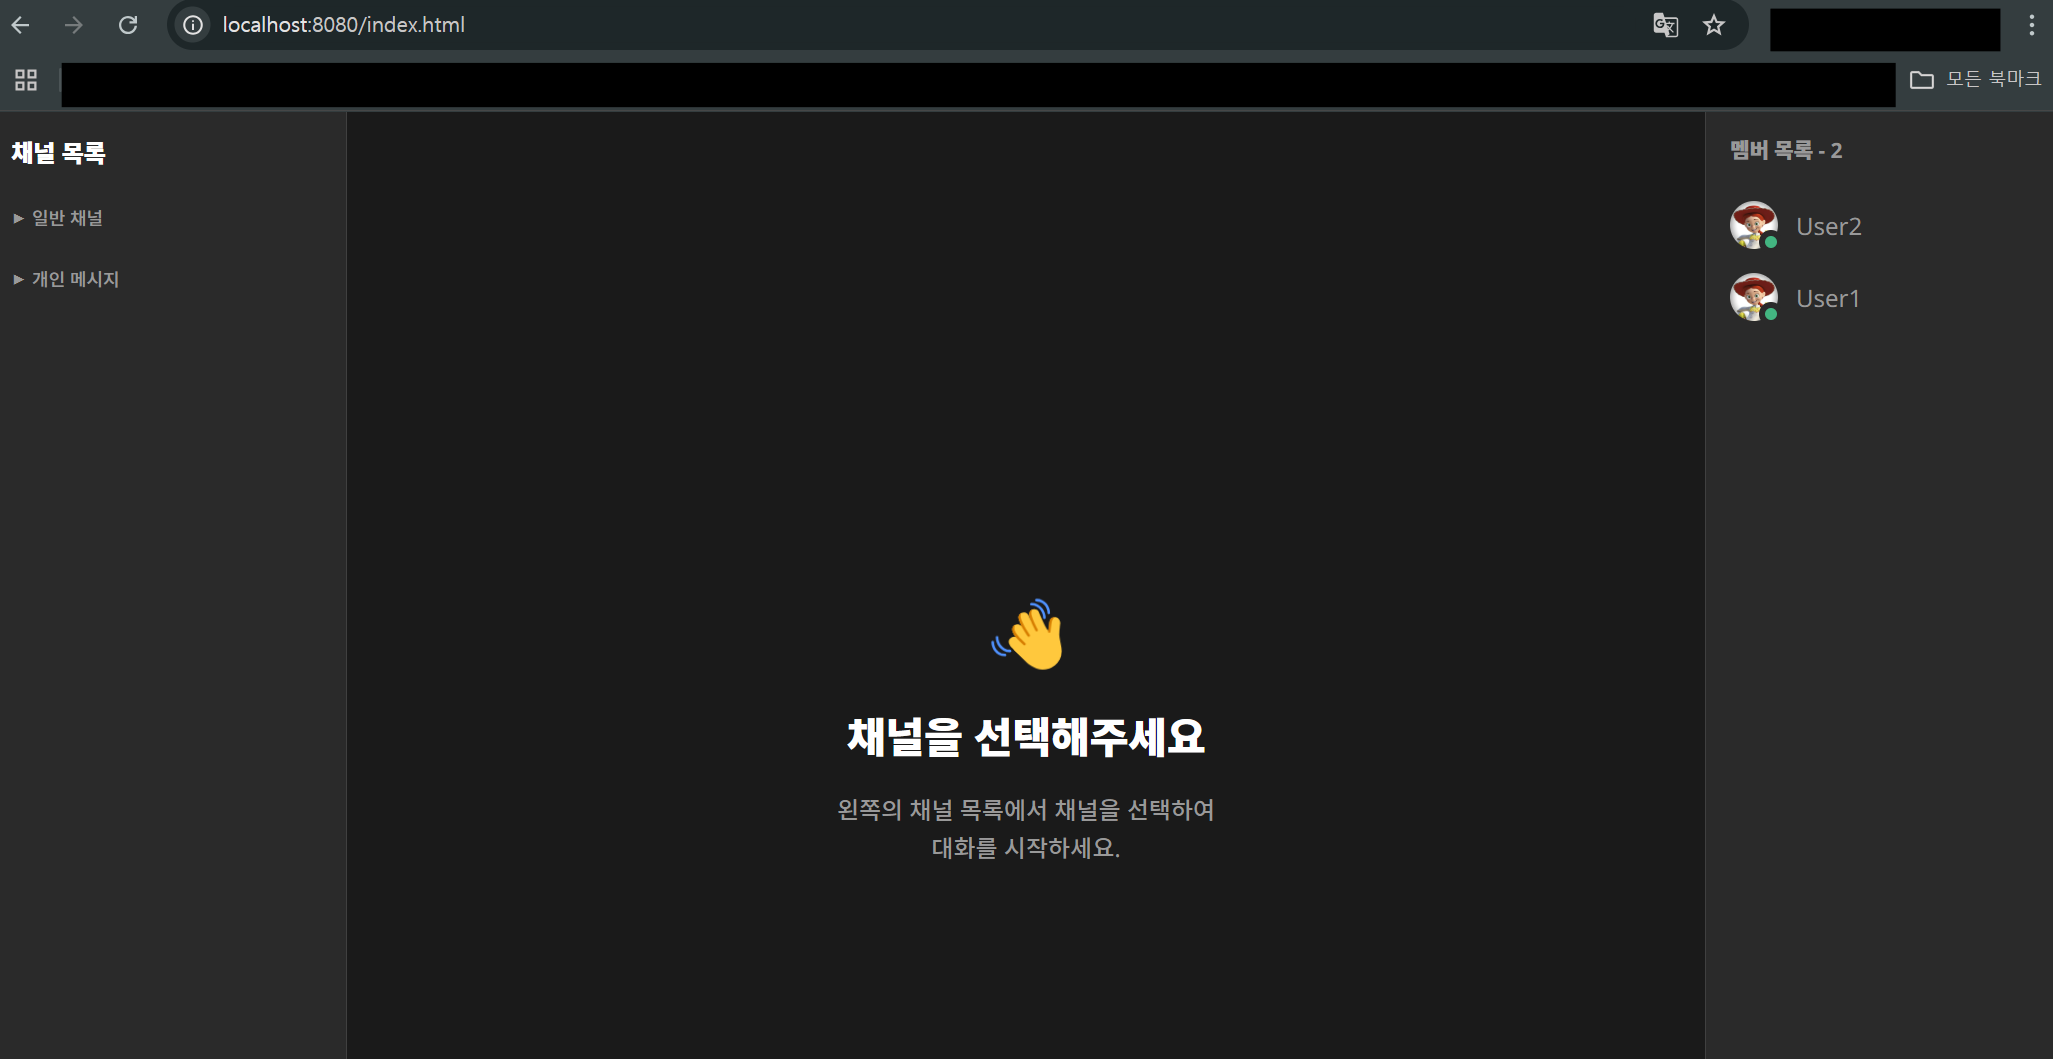 localhost:8080/index.html
모든 북마크
채널 목록
▶ 일반 채널
▶ 개인 메시지
채널을 선택해주세요
왼쪽의 채널 목록에서 채널을 선택하여
대화를 시작하세요.
멤버 목록 - 2
User2
User1